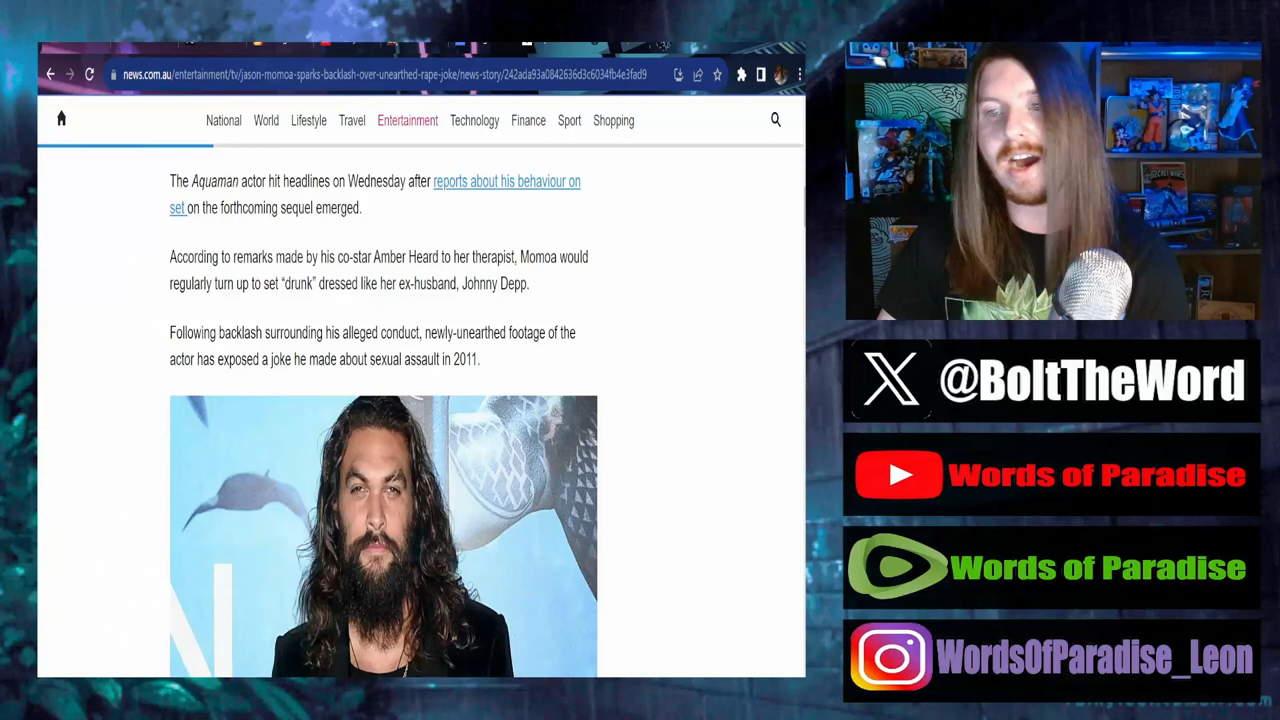 news.com.au/entertainment/tv/jason-momoa-sparks-backlash-over-unearthed-rape-joke/news-story/242ada93a0842636d3c6034fb4e3fad9
National World Lifestyle Travel Entertainment Technology Finance Sport Shopping
The Aquaman actor hit headlines on Wednesday after reports about his behaviour on
set on the forthcoming sequel emerged.
According to remarks made by his co-star Amber Heard to her therapist, Momoa would
regularly turn up to set “drunk” dressed like her ex-husband, Johnny Depp.
Following backlash surrounding his alleged conduct, newly-unearthed footage of the
actor has exposed a joke he made about sexual assault in 2011.
N
SECRET WARS
@BoltTheWord
Words of Paradise
Words of Paradise
WordsOfParadise_Leon